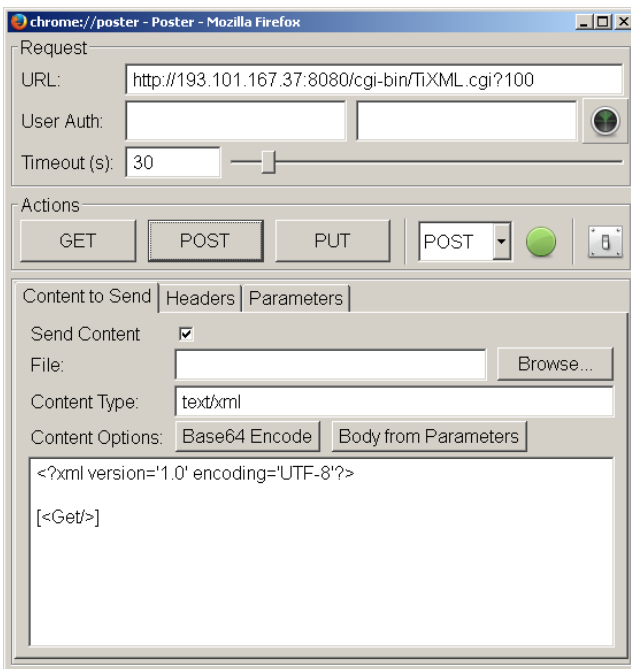 chrome://poster - Poster - Mozilla Firefox
Request
URL: http://193.101.167.37:8080/cgi-bin/TiXML.cgi?100
User Auth:
Timeout (s): 30
Actions
GET POST PUT POST
Content to Send Headers Parameters
Send Content
File: Browse...
Content Type: text/xml
Content Options: Base64 Encode Body from Parameters
<?xml version='1.0' encoding='UTF-8'?>
[<Get/>]